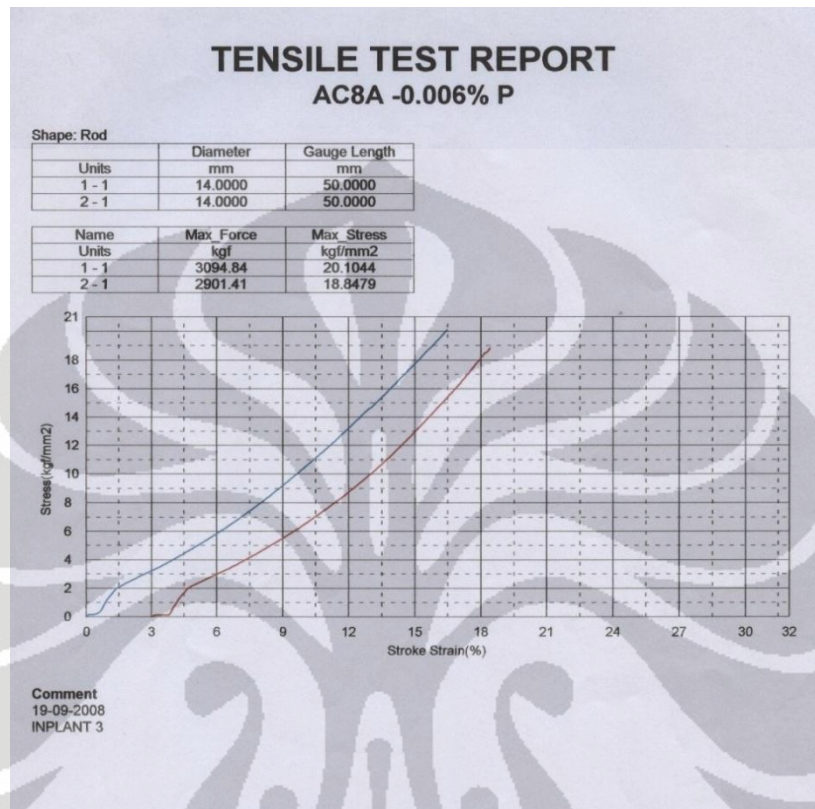 TENSILE TEST REPORT
AC8A -0.006% P
Shape: Rod
Diameter Gauge Length
Units mm mm
1 - 1 14.0000 50.0000
2 - 1 14.0000 50.0000
Name Max_Force Max_Stress
Units kgf kgf/mm2
1 - 1 3094.84 20.1044
2 - 1 2901.41 18.8479
21
18
16
14
12
10
8
6
4
2
0
Stress(kgf/mm2)
0 3 6 9 12 15 18 21 24 27 30 32
Stroke Strain(%)
Comment
19-09-2008
INPLANT 3